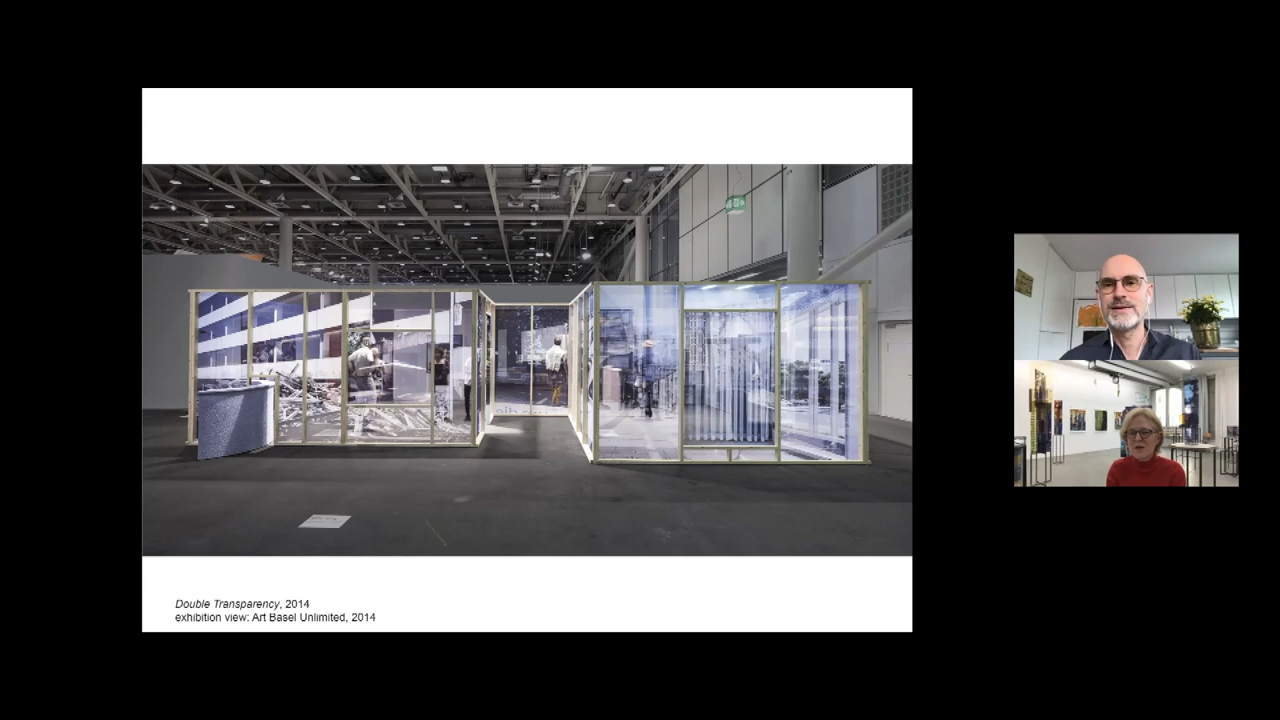 Double Transparency, 2014
exhibition view: Art Basel Unlimited, 2014